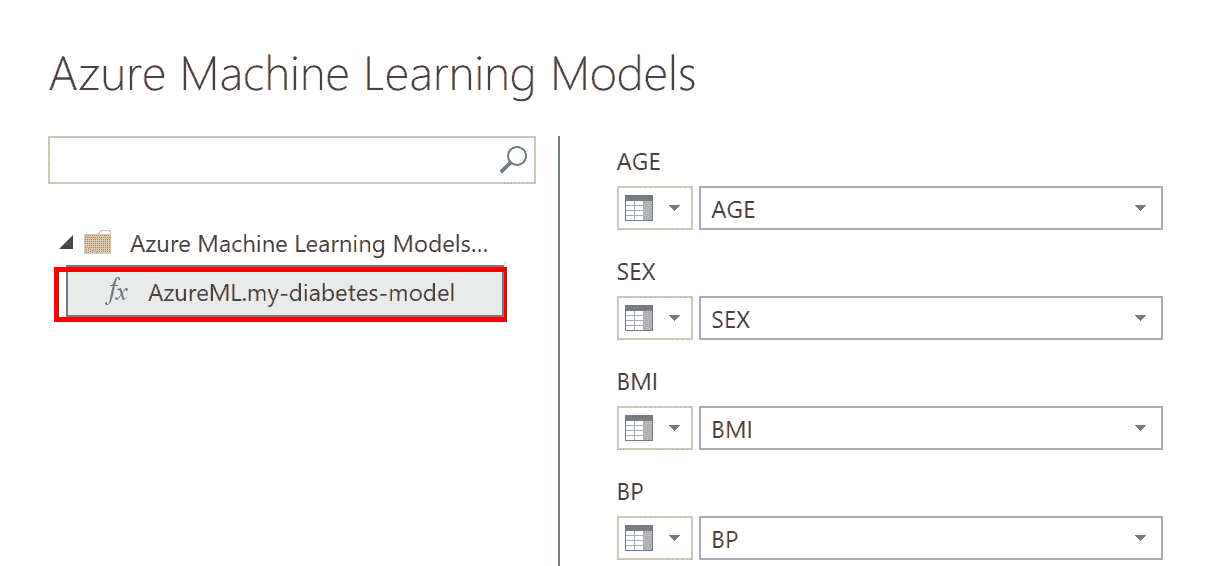 Azure Machine Learning Models
Azure Machine Learning Models...
fx AzureML.my-diabetes-model
AGE
AGE
SEX
SEX
BMI
BMI
BP
BP